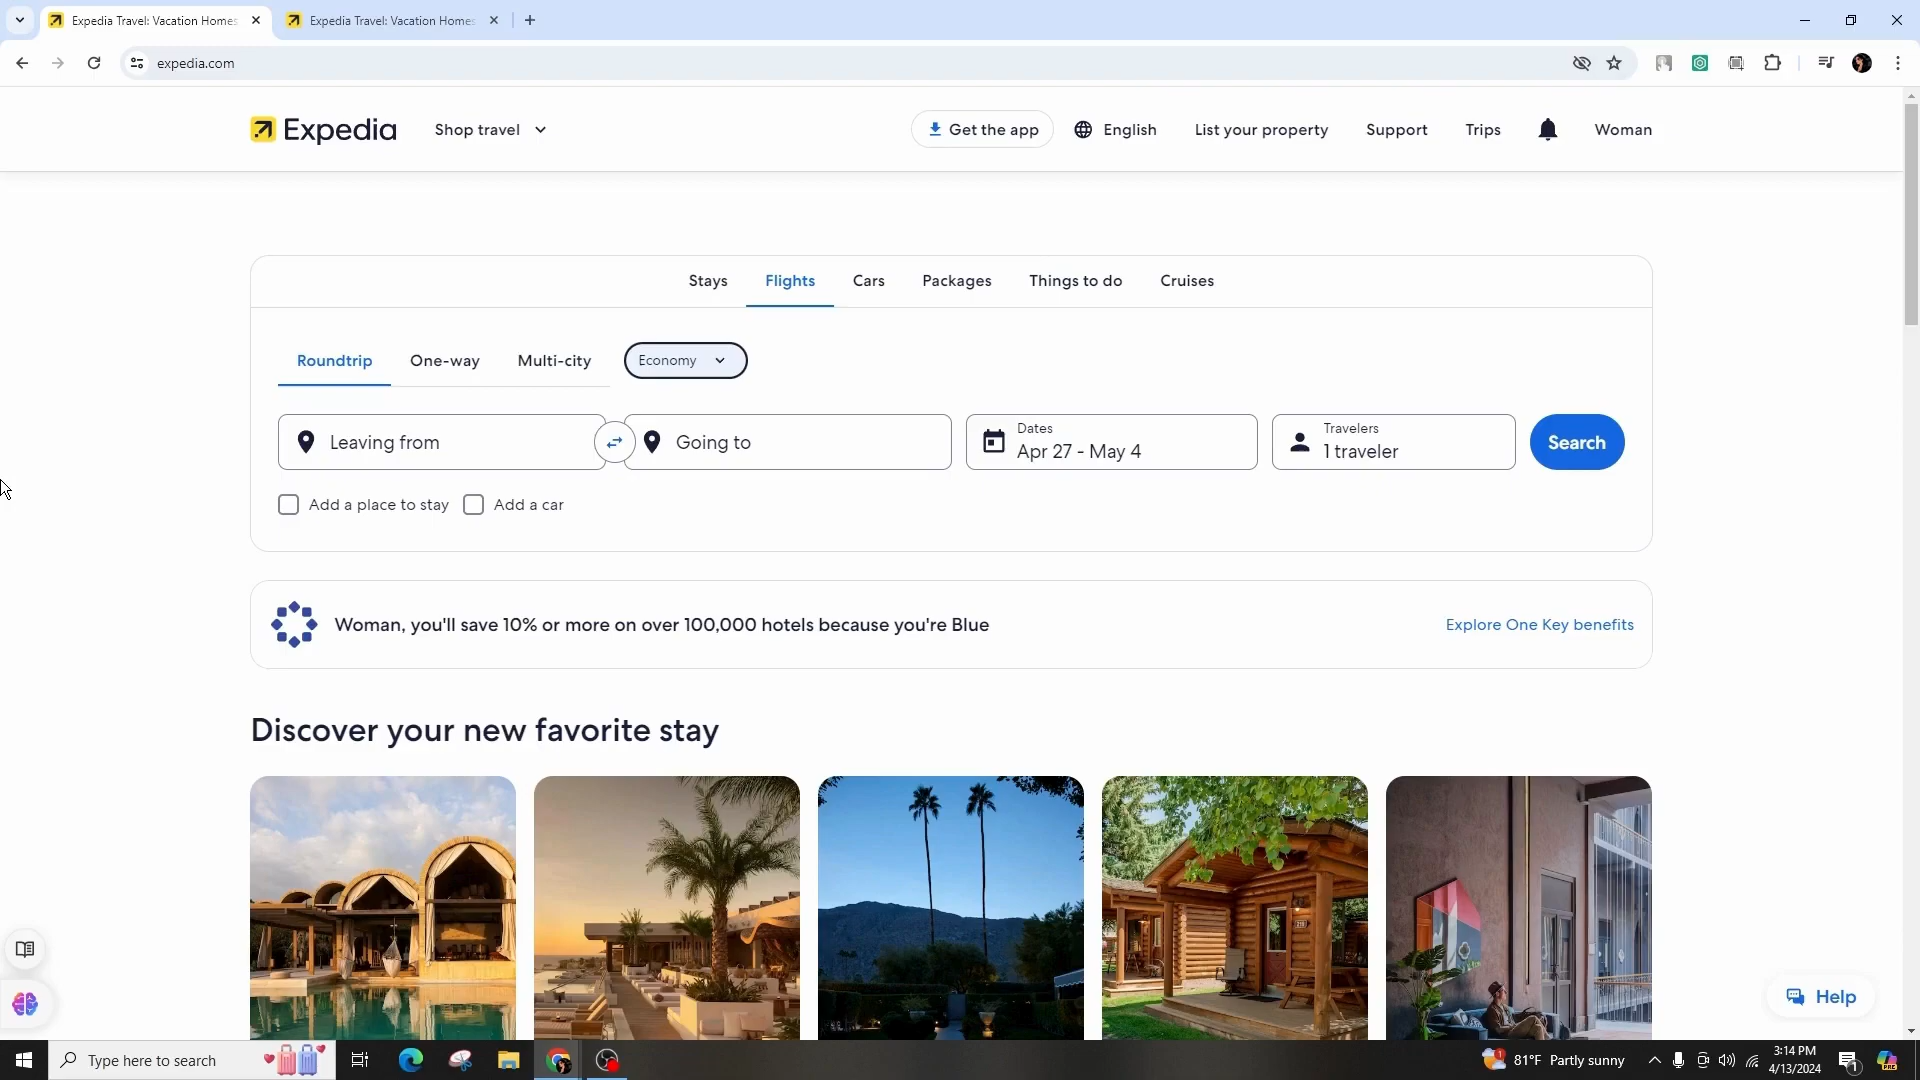 Expedia Travel: Vacation Homes
Expedia Travel: Vacation Homes
expedia.com
Expedia
Shop travel
Get the app
English
List your property
Support
Trips
Woman
Stays
Flights
Cars
Packages
Things to do
Cruises
Roundtrip
One-way
Multi-city
Economy
Leaving from
Going to
Dates
Apr 27 - May 4
Travelers
1 traveler
Search
Add a place to stay
Add a car
Woman, you'll save 10% or more on over 100,000 hotels because you're Blue
Explore One Key benefits
Discover your new favorite stay
Help
Type here to search
81°F Partly sunny
3:14 PM
4/13/2024